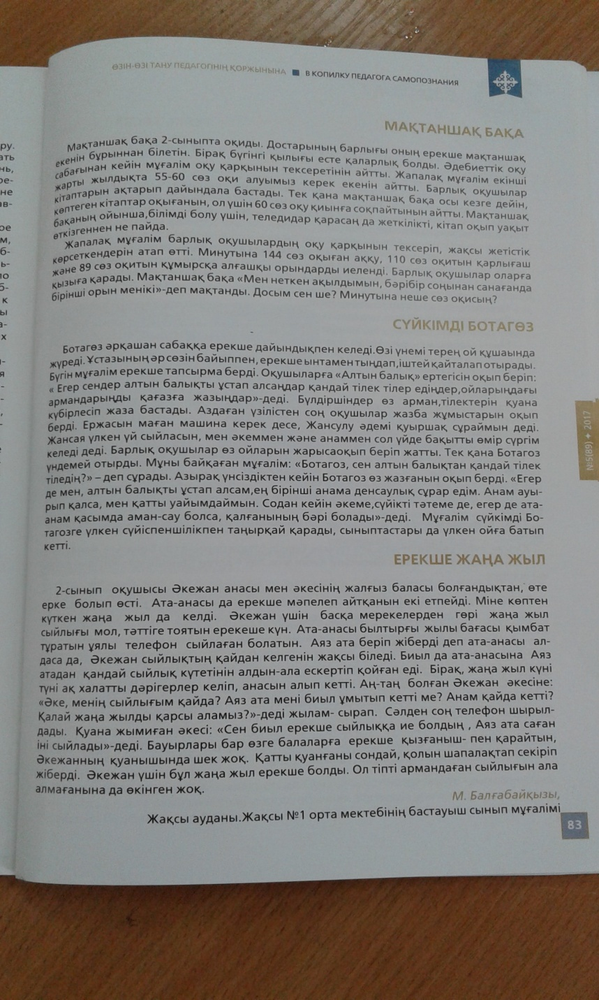 ӨЗІН-ӨЗІ ТАНУ ПЕДАГОГІНІҢ ҚОРЖЫНЫНА ■ В КОПИЛКУ ПЕДАГОГА САМОПОЗНАНИЯ
МАҚТАНШАҚ БАҚА
Мақтаншақ бақа 2-сыныпта оқиды. Достарының барлығы оның ерекше мақтаншақ
екенін бұрыннан білетін. Бірақ бүгінгі қылығы есте қаларлық болды. Әдебиеттік оқу
сабағынан кейін мұғалім оқу қарқынын тексеретінін айтты. Жапалақ мұғалім екінші
жарты жылдықта 55-60 сөз оқи алуымыз керек екенін айтты. Барлық оқушылар
кітаптарын ақтарып дайындала бастады. Тек қана мақтаншақ бақа осы кезге дейін,
көптеген кітаптар оқығанын, ол үшін 60 сөз оқу қиынға соқпайтынын айтты. Мақтаншақ
бақаның ойынша,білімді болу үшін, теледидар қарасаң да жеткілікті, кітап оқып уақыт
өткізгеннен не пайда.
Жапалақ мұғалім барлық оқушылардың оқу қарқынын тексеріп, жақсы жетістік
көрсеткендерін атап өтті. Минутына 144 сөз оқыған аққу, 110 сөз оқитын қарлығаш
және 89 сөз оқитын құмырсқа алғашқы орындарды иеленді. Барлық оқушылар оларға
қызыға қарады. Мақтаншақ бақа «Мен неткен ақылдымын, бәрібір соңынан санағанда
бірінші орын менікі»-деп мақтанды. Досым сен ше? Минутына неше сөз оқисың?
СҮЙКІМДІ БОТАГӨЗ
Ботагөз әрқашан сабаққа ерекше дайындықпен келеді.Өзі үнемі терең ой құшаында
жүреді. Ұстазының әр сөзін байыппен, ерекше ынтамен тыңдап,іштей қайталап отырады.
Бүгін мұғалім ерекше тапсырма берді. Оқушыларға «Алтын балық» ертегісін оқып беріп:
« Егер сендер алтын балықты ұстап алсаңдар қандай тілек тілер едіңдер,ойларыңдағы
армандарыңды қағазға жазыңдар»-деді. Бүлдіршіндер өз арман,тілектерін қуана
күбірлесіп жаза бастады. Аздаған үзілістен соң оқушылар жазба жұмыстарын оқып
берді. Ержасын маған машина керек десе, Жансулу әдемі қуыршақ сұраймын деді.
Жансая үлкен үй сыйласын, мен әкеммен және анаммен сол үйде бақытты өмір сүргім
келеді деді. Барлық оқушылар өз ойларын жарысаоқып беріп жатты. Тек қана Ботагоз
үндемей отырды. Мұны байқаған мұғалім: «Ботагоз, сен алтын балықтан қандай тілек
тіледің?» – деп сұрады. Азырақ үнсіздіктен кейін Ботагоз өз жазғанын оқып берді. «Егер
де мен, алтын балықты ұстап алсам,ең бірінші анама денсаулық сұрар едім. Анам ауы-
рып қалса, мен қатты уайымдаймын. Содан кейін әкеме,сүйікті тәтеме де, егер де ата-
анам қасымда аман-сау болса, қалғанының бәрі болады»-деді. Мұғалім сүйкімді Бо-
тагозге үлкен сүйіспеншілікпен таңырқай қарады, сыныптастары да үлкен ойға батып
кетті.
ЕРЕКШЕ ЖАҢА ЖЫЛ
2-сынып оқушысы Әкежан анасы мен әкесінің жалғыз баласы болғандықтан, өте
ерке болып өсті. Ата-анасы да ерекше мәпелеп айтқанын екі етпейді. Міне көптен
күткен жаңа жыл да келді. Әкежан үшін басқа мерекелерден гөрі жаңа жыл
сыйлығы мол, тәттіге тоятын ерекеше күн. Ата-анасы былтырғы жылы бағасы қымбат
тұратын ұялы телефон сыйлаған болатын. Аяз ата беріп жіберді деп ата-анасы ал-
даса да, Әкежан сыйлықтың қайдан келгенін жақсы біледі. Биыл да ата-анасына Аяз
атадан қандай сыйлық күтетінін алдын-ала ескертіп қойған еді. Бірақ, жаңа жыл күні
түні ақ халатты дәрігерлер келіп, анасын алып кетті. Аң-таң болған Әкежан әкесіне:
«Әке, менің сыйлығым қайда? Аяз ата мені биыл ұмытып кетті ме? Анам қайда кетті?
Қалай жаңа жылды қарсы аламыз?»-деді жылам- сырап. Сәлден соң телефон шырыл-
дады. Қуана жымиған әкесі: «Сен биыл ерекше сыйлыққа ие болдың , Аяз ата саған
іні сыйлады»-деді. Бауырлары бар өзге балаларға ерекше қызғаныш- пен қарайтын,
Әкежанның қуанышында шек жоқ. Қатты қуанғаны сондай, қолын шапалақтап секіріп
жіберді. Әкежан үшін бұл жаңа жыл ерекше болды. Ол тіпті армандаған сыйлығын ала
алмағанына да өкінген жоқ.
М. Балғабайқызы,
Жақсы ауданы.Жақсы №1 орта мектебінің бастауыш сынып мұғалімі
№5(89) ✦ 2017
83